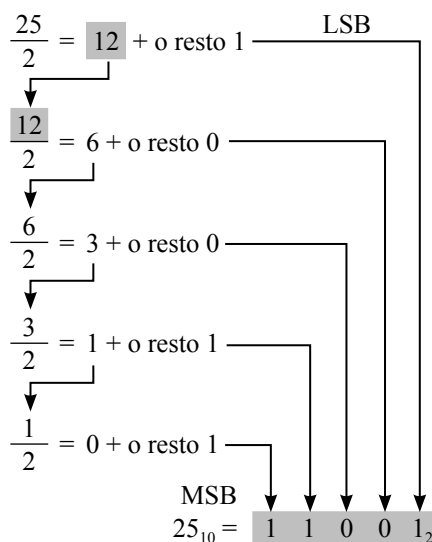 25/2 = 12 + o resto 1 LSB
12/2 = 6 + o resto 0
6/2 = 3 + o resto 0
3/2 = 1 + o resto 1
1/2 = 0 + o resto 1
MSB
25₁₀ = 1 1 0 0 1₂